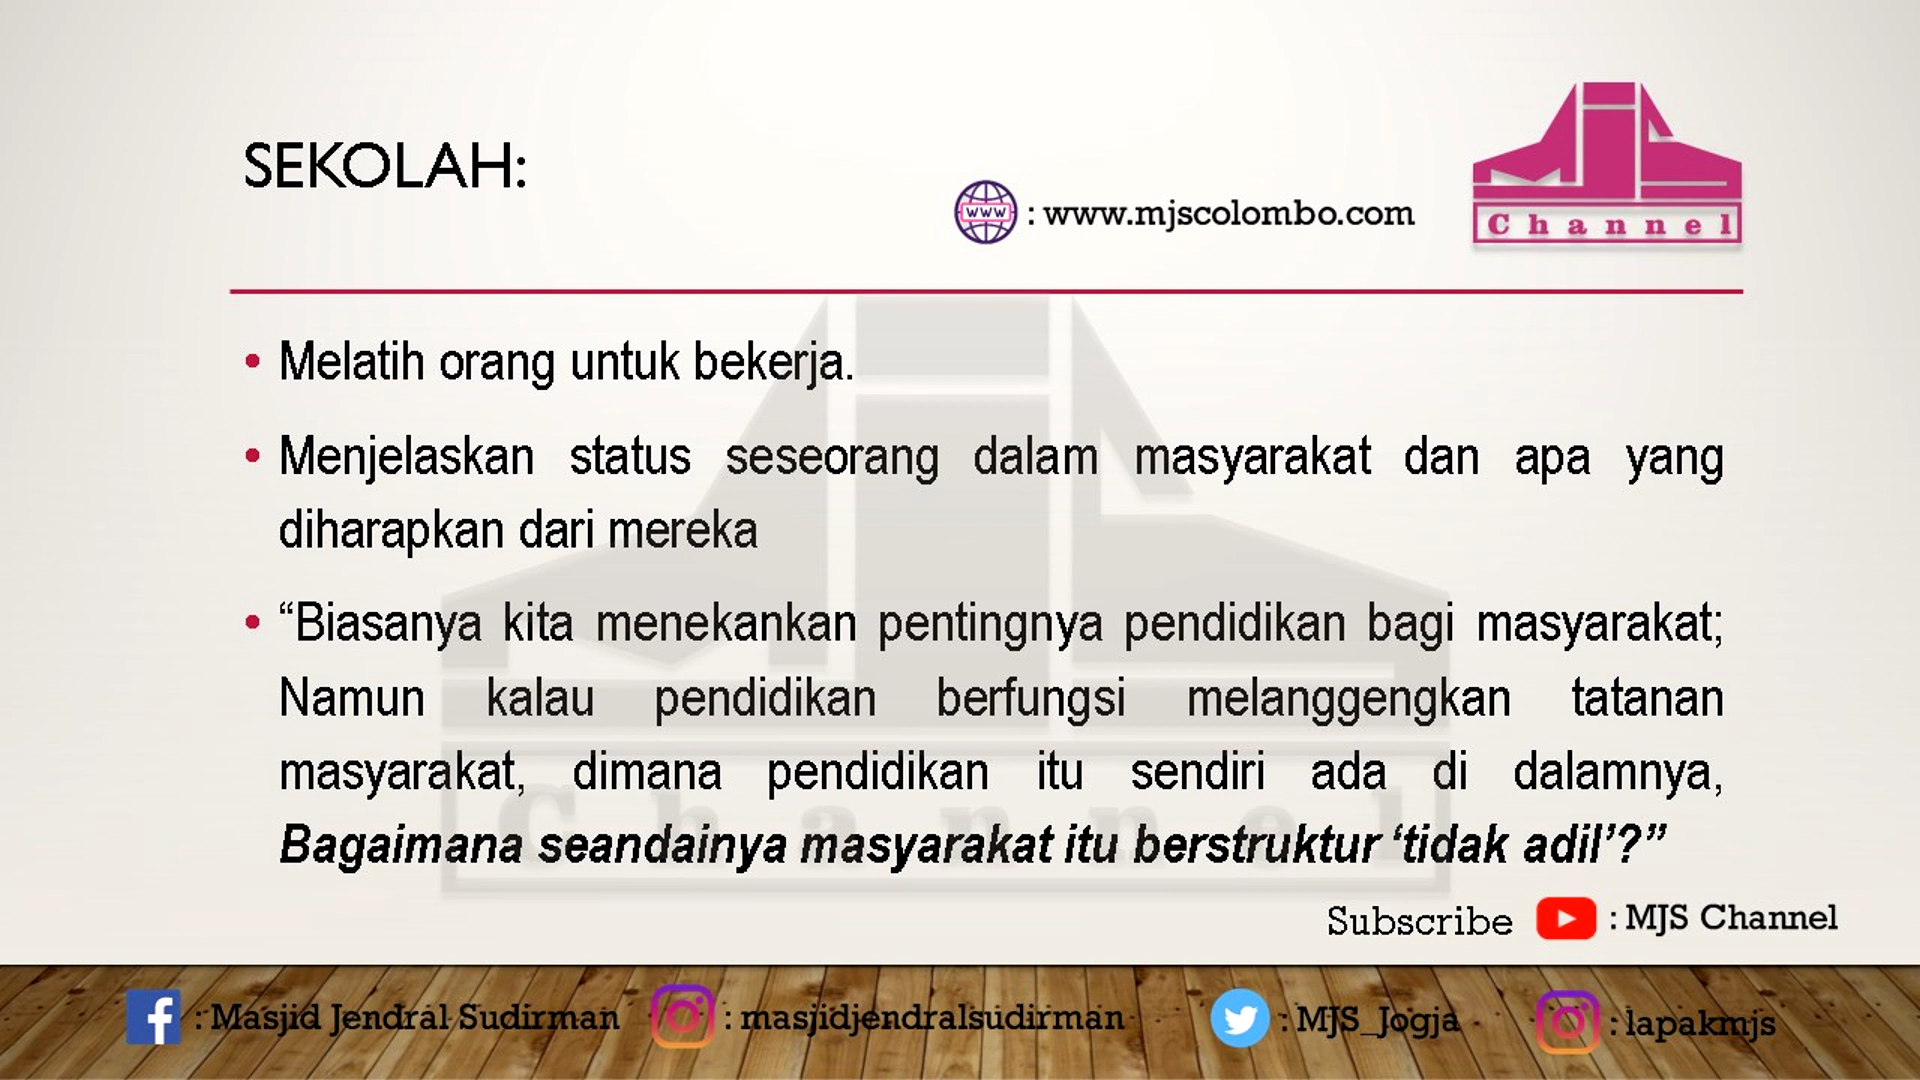 SEKOLAH:
www
: www.mjscolombo.com
MJS
Channel
• Melatih orang untuk bekerja.
• Menjelaskan status seseorang dalam masyarakat dan apa yang
diharapkan dari mereka
• “Biasanya kita menekankan pentingnya pendidikan bagi masyarakat;
Namun kalau pendidikan berfungsi melanggengkan tatanan
masyarakat, dimana pendidikan itu sendiri ada di dalamnya,
Bagaimana seandainya masyarakat itu berstruktur ‘tidak adil’?”
Channel
Subscribe : MJS Channel
: Masjid Jendral Sudirman : masjidjendralsudirman : MJS_Jogja : lapakmjs